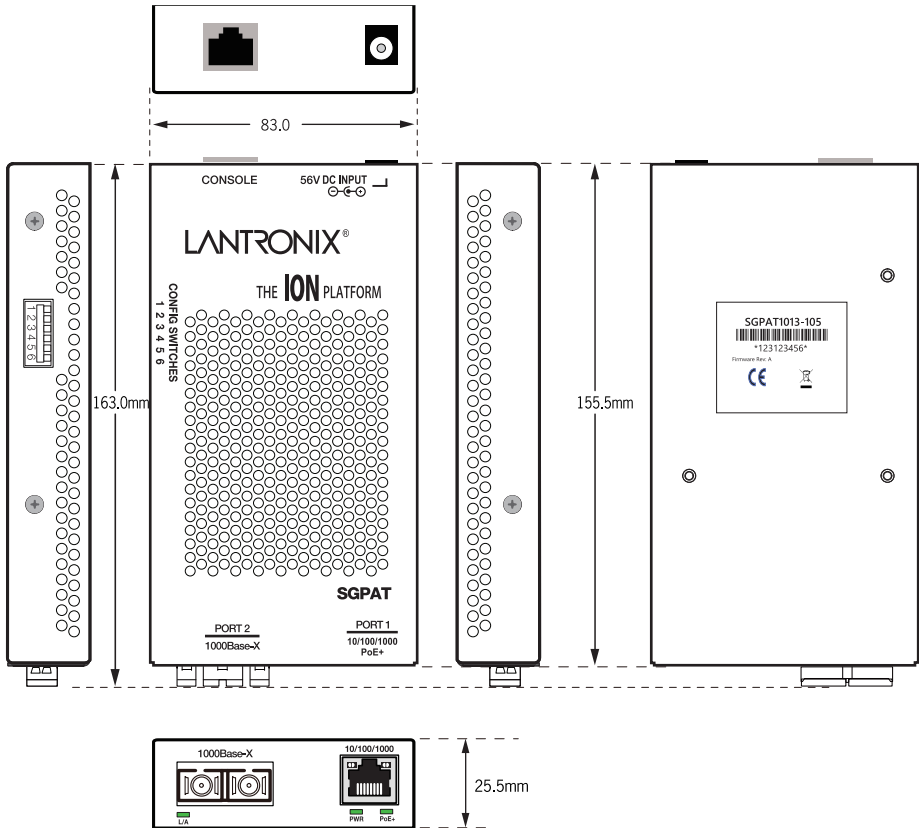 83.0
CONSOLE
56V DC INPUT
LANTRONIX®
THE ION PLATFORM
CONFIG SWITCHES
1 2 3 4 5 6
1 2 3 4 5 6
163.0mm
155.5mm
SGPAT1013-105
*123123456*
Firmware Rev. A
CE
SGPAT
PORT 2
1000Base-X
PORT 1
10/100/1000
PoE+
1000Base-X
10/100/1000
L/A
PWR
PoE+
25.5mm